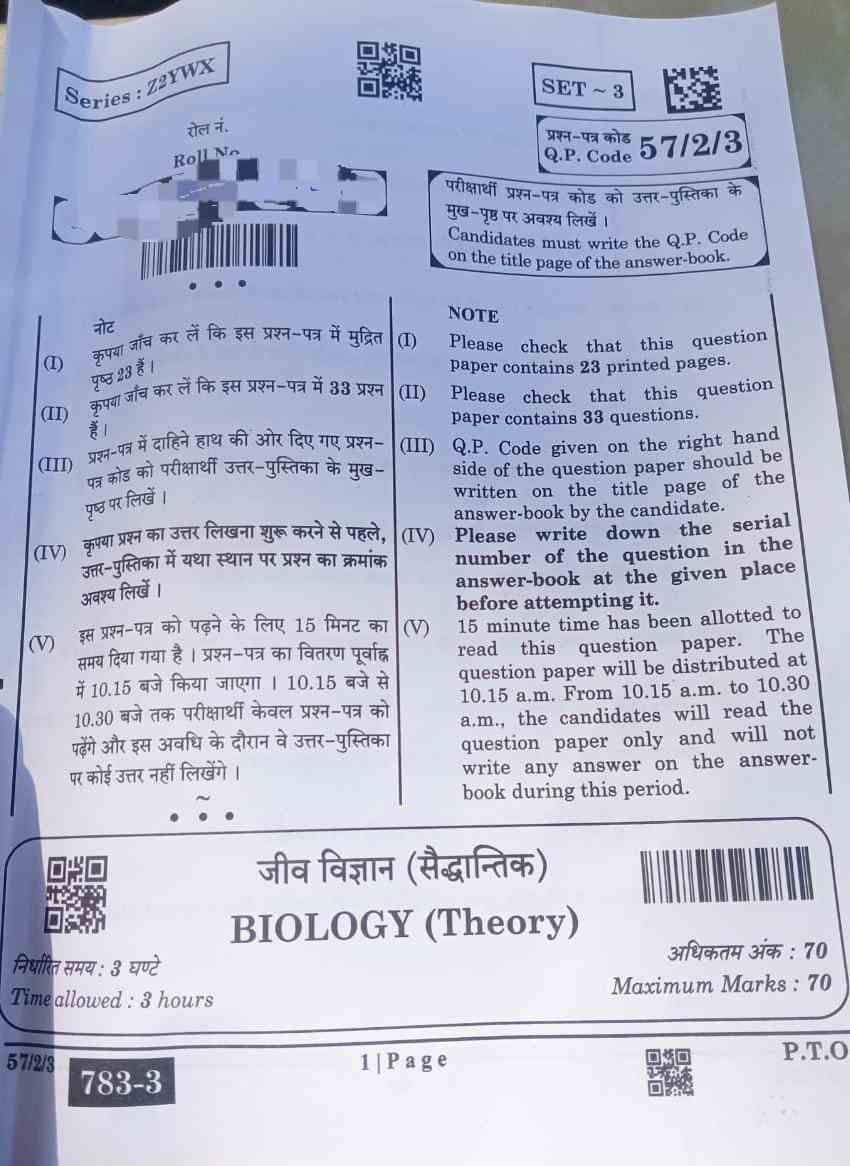 Series : Z2YWX
SET ~ 3
रोल नं.
Roll No.
प्रश्न-पत्र कोड
Q.P. Code 57/2/3
परीक्षार्थी प्रश्न-पत्र कोड को उत्तर-पुस्तिका के
मुख-पृष्ठ पर अवश्य लिखें ।
Candidates must write the Q.P. Code
on the title page of the answer-book.
नोट
(I) कृपया जाँच कर लें कि इस प्रश्न-पत्र में मुद्रित
पृष्ठ 23 हैं ।
(II) कृपया जाँच कर लें कि इस प्रश्न-पत्र में 33 प्रश्न
हैं ।
(III) प्रश्न-पत्र में दाहिने हाथ की ओर दिए गए प्रश्न-
पत्र कोड को परीक्षार्थी उत्तर-पुस्तिका के मुख-
पृष्ठ पर लिखें ।
(IV) कृपया प्रश्न का उत्तर लिखना शुरू करने से पहले,
उत्तर-पुस्तिका में यथा स्थान पर प्रश्न का क्रमांक
अवश्य लिखें ।
(V) इस प्रश्न-पत्र को पढ़ने के लिए 15 मिनट का
समय दिया गया है । प्रश्न-पत्र का वितरण पूर्वाह्न
में 10.15 बजे किया जाएगा । 10.15 बजे से
10.30 बजे तक परीक्षार्थी केवल प्रश्न-पत्र को
पढ़ेंगे और इस अवधि के दौरान वे उत्तर-पुस्तिका
पर कोई उत्तर नहीं लिखेंगे ।
~
NOTE
(I) Please check that this question
paper contains 23 printed pages.
(II) Please check that this question
paper contains 33 questions.
(III) Q.P. Code given on the right hand
side of the question paper should be
written on the title page of the
answer-book by the candidate.
(IV) Please write down the serial
number of the question in the
answer-book at the given place
before attempting it.
(V) 15 minute time has been allotted to
read this question paper. The
question paper will be distributed at
10.15 a.m. From 10.15 a.m. to 10.30
a.m., the candidates will read the
question paper only and will not
write any answer on the answer-
book during this period.
जीव विज्ञान (सैद्धान्तिक)
BIOLOGY (Theory)
निर्धारित समय : 3 घण्टे
Time allowed : 3 hours
अधिकतम अंक : 70
Maximum Marks : 70
57/2/3
783-3
1 | P a g e
P.T.O